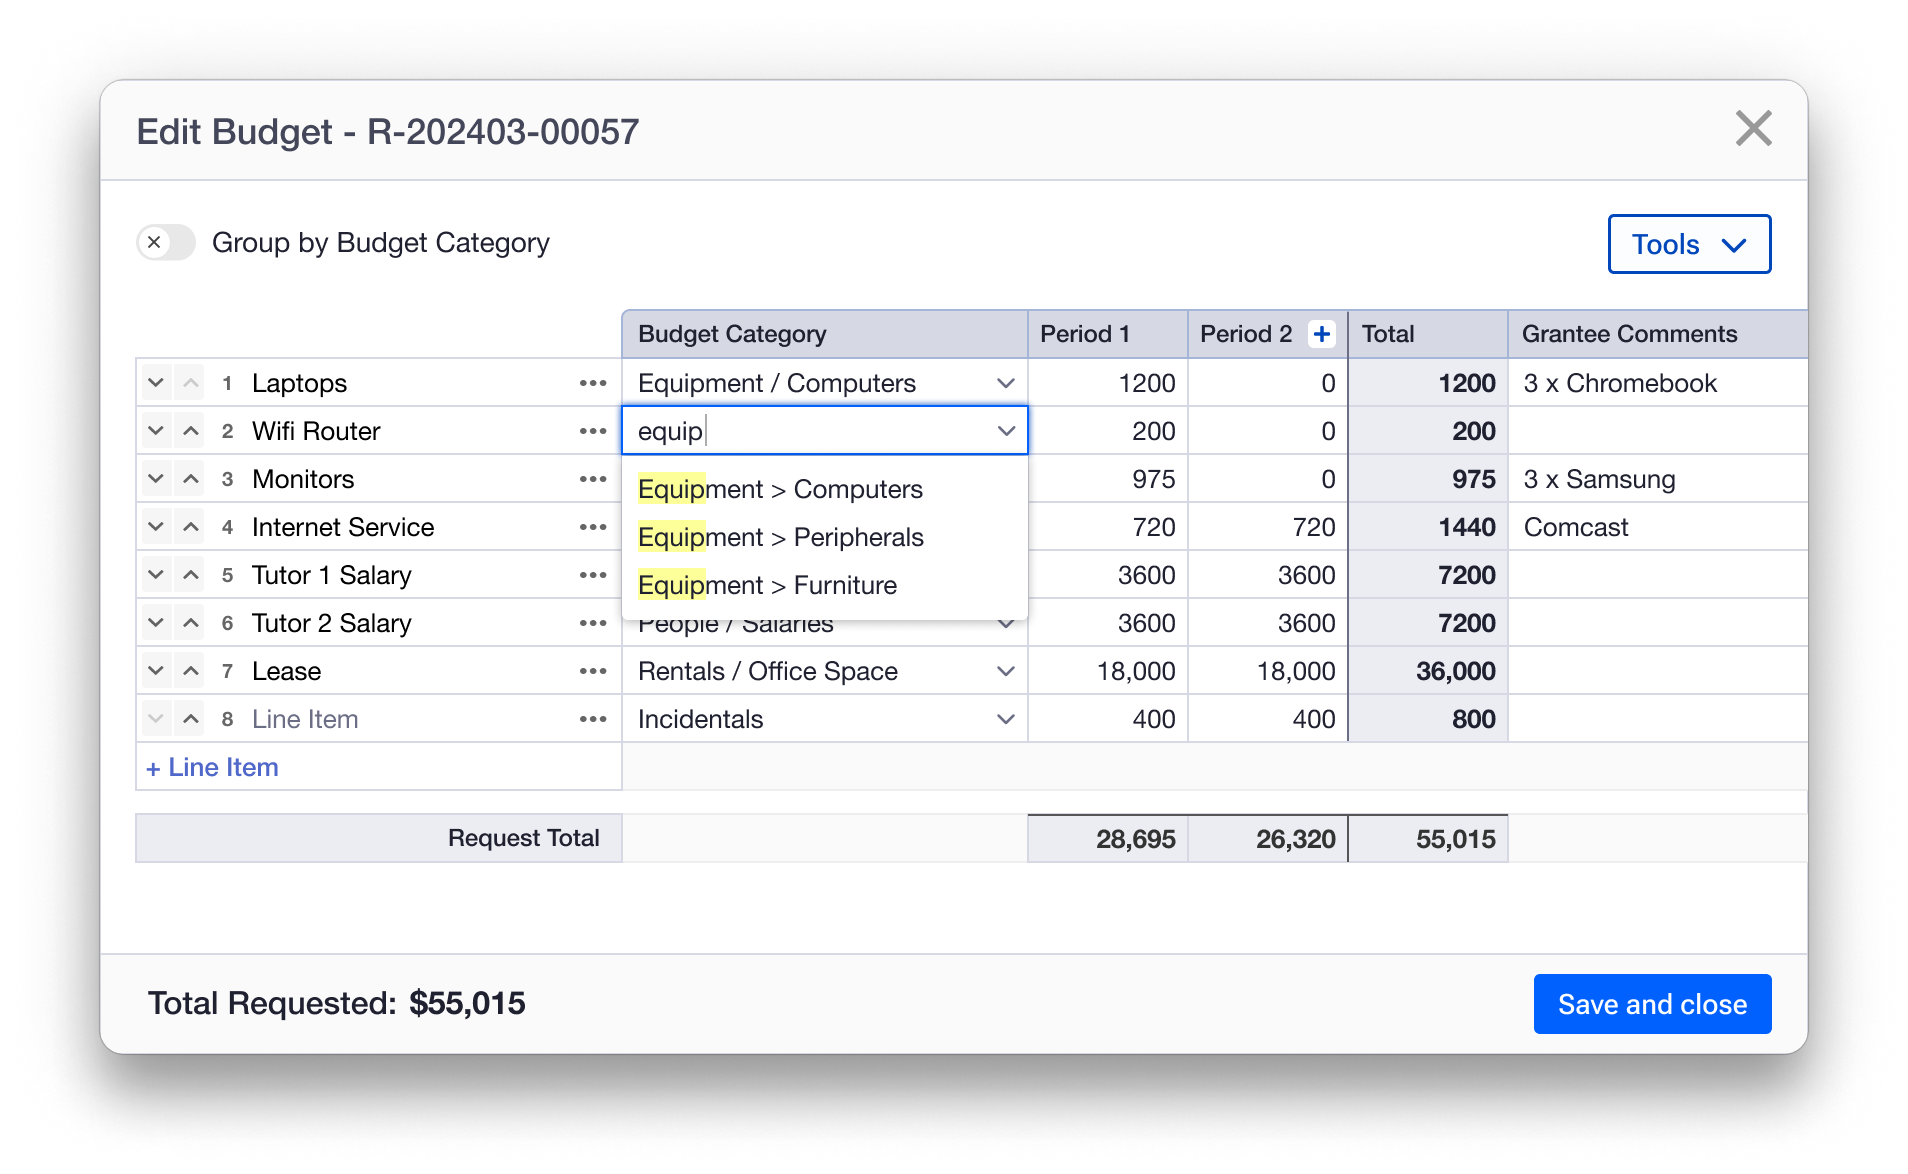 Edit Budget - R-202403-00057
Group by Budget Category
Tools
Budget Category Period 1 Period 2 + Total Grantee Comments
1 Laptops ••• Equipment / Computers 1200 0 1200 3 x Chromebook
2 Wifi Router ••• equip 200 0 200
3 Monitors ••• Equipment > Computers 975 0 975 3 x Samsung
4 Internet Service ••• Equipment > Peripherals 720 720 1440 Comcast
5 Tutor 1 Salary ••• Equipment > Furniture 3600 3600 7200
6 Tutor 2 Salary ••• People / Salaries 3600 3600 7200
7 Lease ••• Rentals / Office Space 18,000 18,000 36,000
8 Line Item ••• Incidentals 400 400 800
+ Line Item
Request Total 28,695 26,320 55,015
Total Requested: $55,015
Save and close